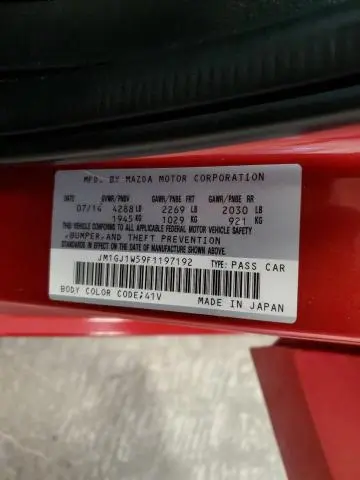 MFD. BY MAZDA MOTOR CORPORATION
DATE GVWR/PNBV GAWR/PNBE FRT GAWR/PNBE RR
07/14 4288 LB 2269 LB 2030 LB
1945 KG 1029 KG 921 KG
THIS VEHICLE CONFORMS TO ALL APPLICABLE FEDERAL MOTOR VEHICLE SAFETY
,BUMPER,AND THEFT PREVENTION
STANDARDS IN EFFECT ON THE DATE OF MANUFACTURE SHOWN ABOVE.
JM1GJ1W59F1197192 TYPE: PASS CAR
BODY COLOR CODE:41V MADE IN JAPAN